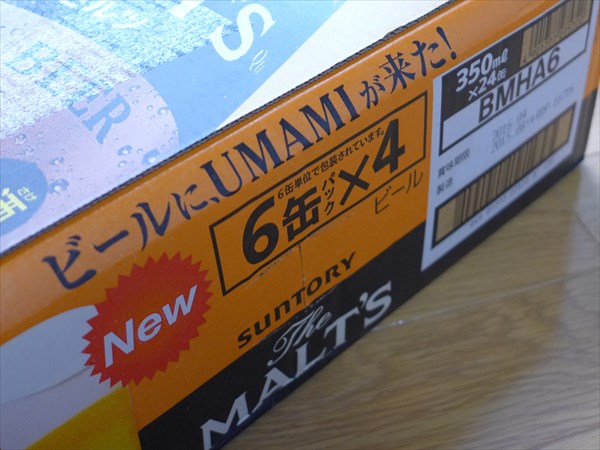 ビールに、UMAMIが来た!
6缶単位で包装されています。
6缶パック×4
ビール
New
SUNTORY
The
MALT'S
350ml
×24缶
BMHA6
賞味期限
2016.04
製造